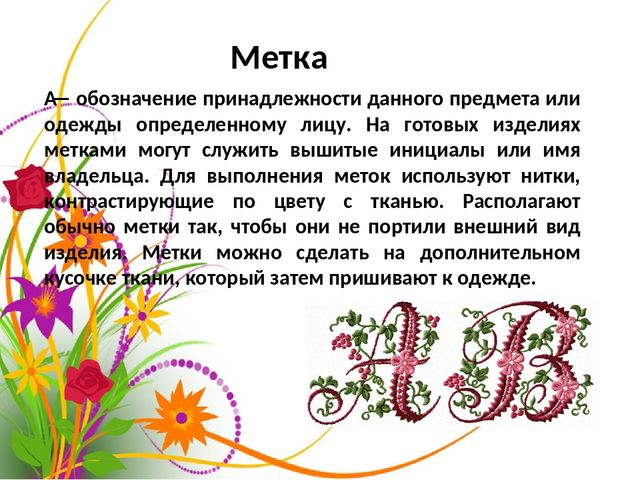 Метка
А— обозначение принадлежности данного предмета или
одежды определенному лицу. На готовых изделиях
метками могут служить вышитые инициалы или имя
владельца. Для выполнения меток используют нитки,
контрастирующие по цвету с тканью. Располагают
обычно метки так, чтобы они не портили внешний вид
изделия. Метки можно сделать на дополнительном
кусочке ткани, который затем пришивают к одежде.
А В